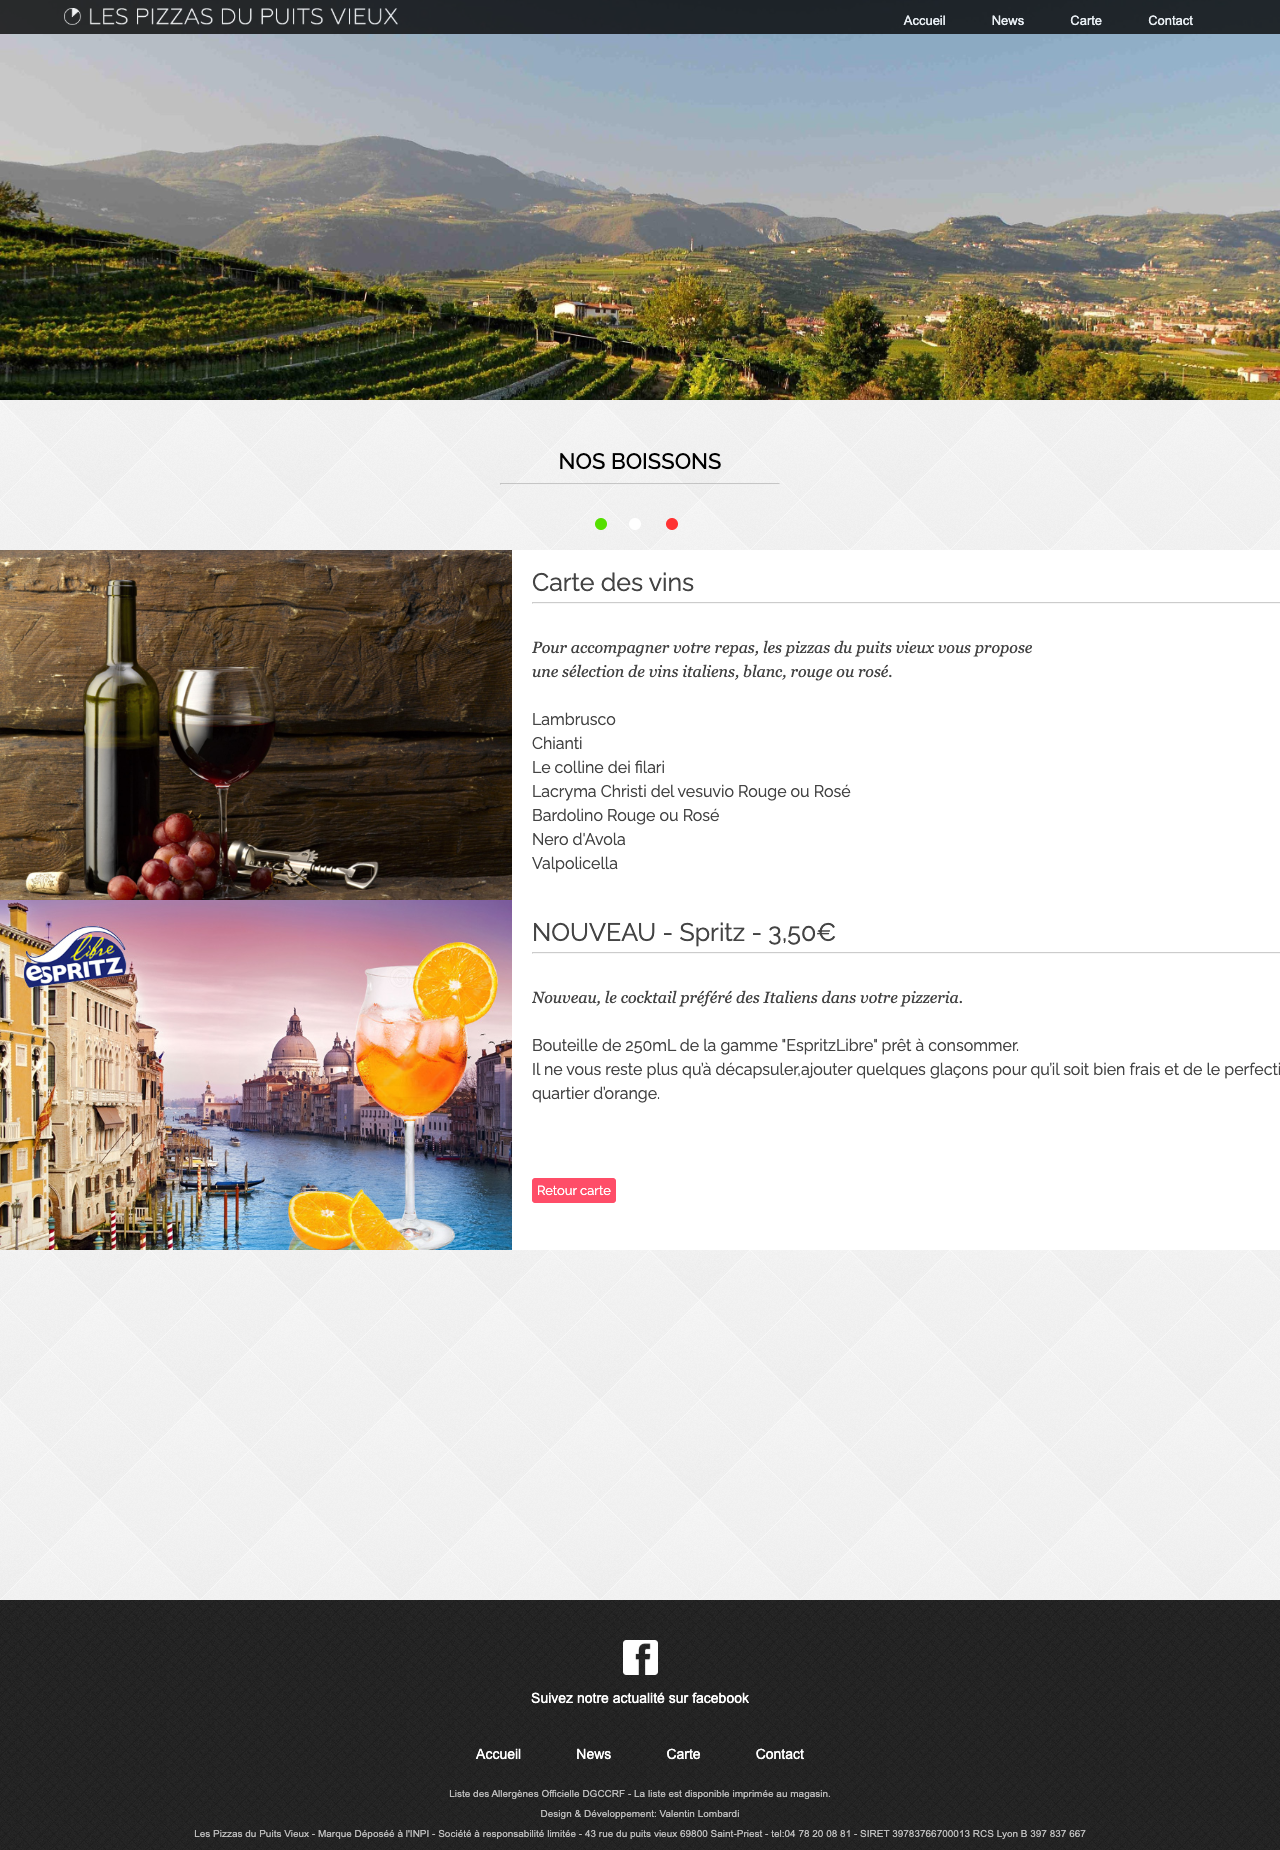 LES PIZZAS DU PUITS VIEUX
Accueil News Carte Contact
NOS BOISSONS
Carte des vins
Pour accompagner votre repas, les pizzas du puits vieux vous propose
une sélection de vins italiens, blanc, rouge ou rosé.
Lambrusco
Chianti
Le colline dei filari
Lacryma Christi del vesuvio Rouge ou Rosé
Bardolino Rouge ou Rosé
Nero d'Avola
Valpolicella
libre
esPRITZ
NOUVEAU - Spritz - 3,50€
Nouveau, le cocktail préféré des Italiens dans votre pizzeria.
Bouteille de 250mL de la gamme "EspritzLibre" prêt à consommer.
Il ne vous reste plus qu'à décapsuler,ajouter quelques glaçons pour qu'il soit bien frais et de le perfecti
quartier d'orange.
Retour carte
Suivez notre actualité sur facebook
Accueil News Carte Contact
Liste des Allergènes Officielle DGCCRF - La liste est disponible imprimée au magasin.
Design & Développement: Valentin Lombardi
Les Pizzas du Puits Vieux - Marque Déposéé à l'INPI - Société à responsabilité limitée - 43 rue du puits vieux 69800 Saint-Priest - tel:04 78 20 08 81 - SIRET 39783766700013 RCS Lyon B 397 837 667